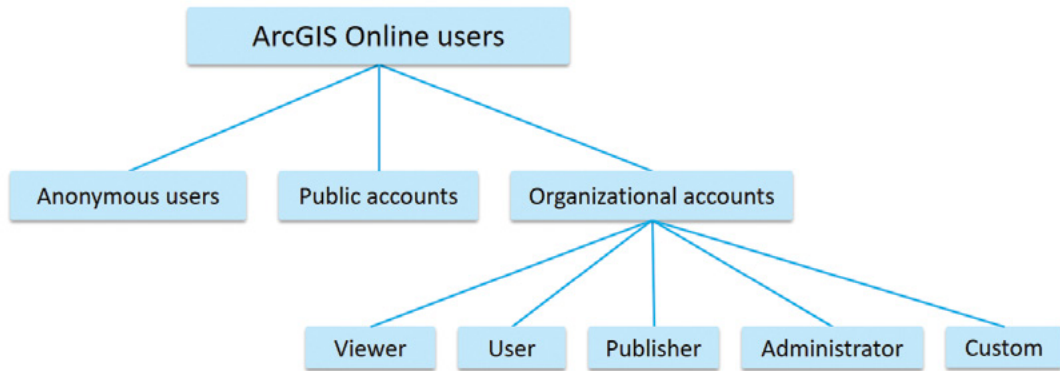 ArcGIS Online users
Anonymous users
Public accounts
Organizational accounts
Viewer
User
Publisher
Administrator
Custom